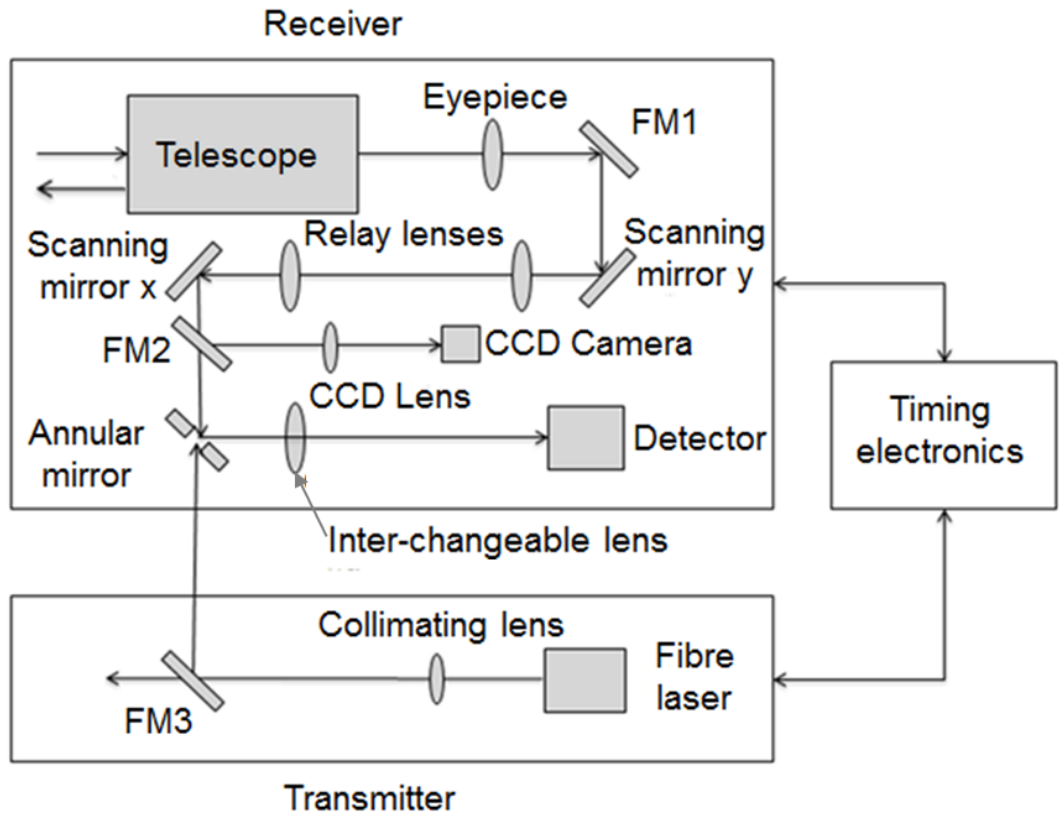 Receiver
Eyepiece
FM1
Telescope
Relay lenses
Scanning
mirror x
Scanning
mirror y
FM2
CCD Camera
CCD Lens
Annular
mirror
Detector
Timing
electronics
Inter-changeable lens
Collimating lens
Fibre
laser
FM3
Transmitter